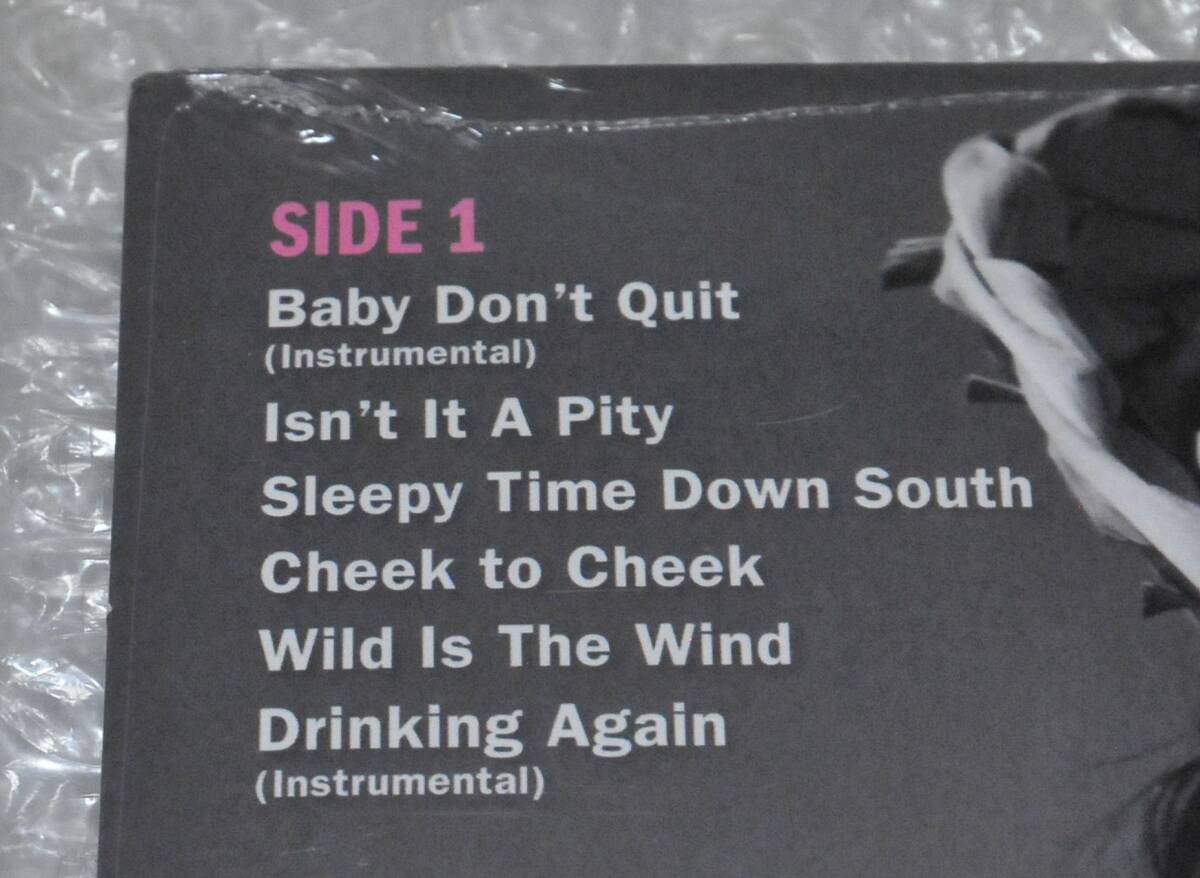 SIDE 1
Baby Don't Quit
(Instrumental)
Isn't It A Pity
Sleepy Time Down South
Cheek to Cheek
Wild Is The Wind
Drinking Again
(Instrumental)